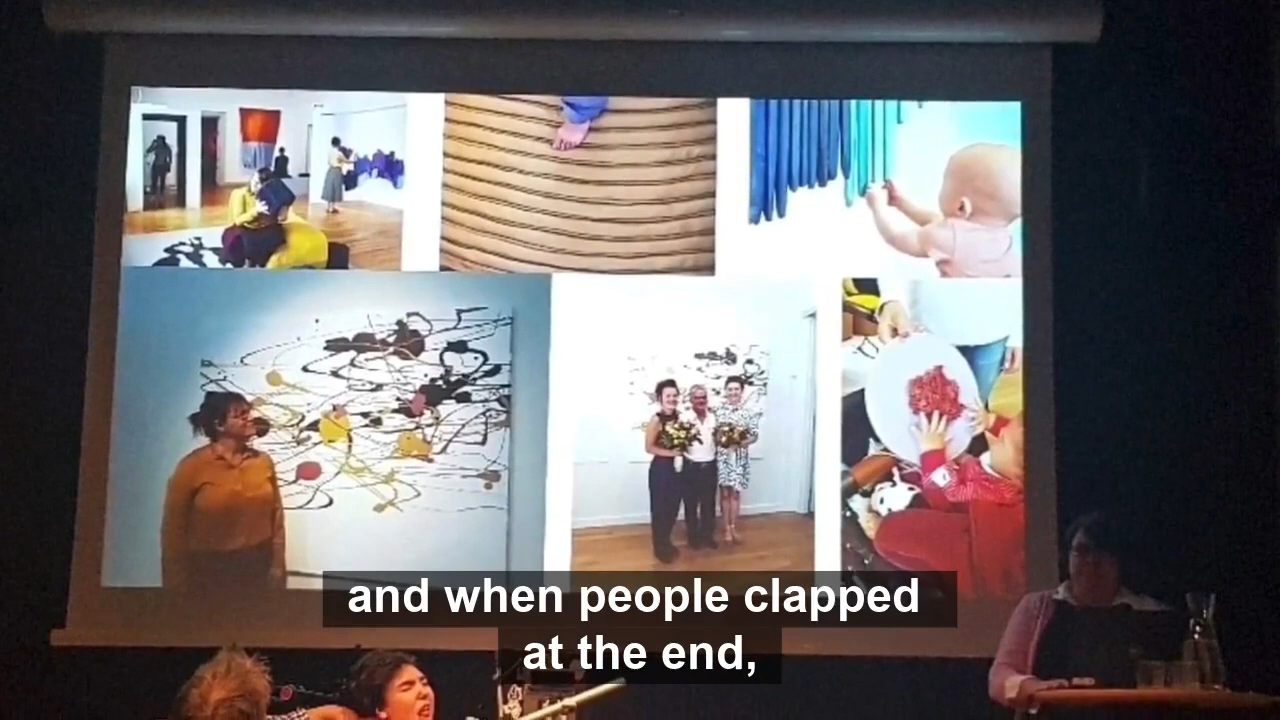 and when people clapped
at the end,